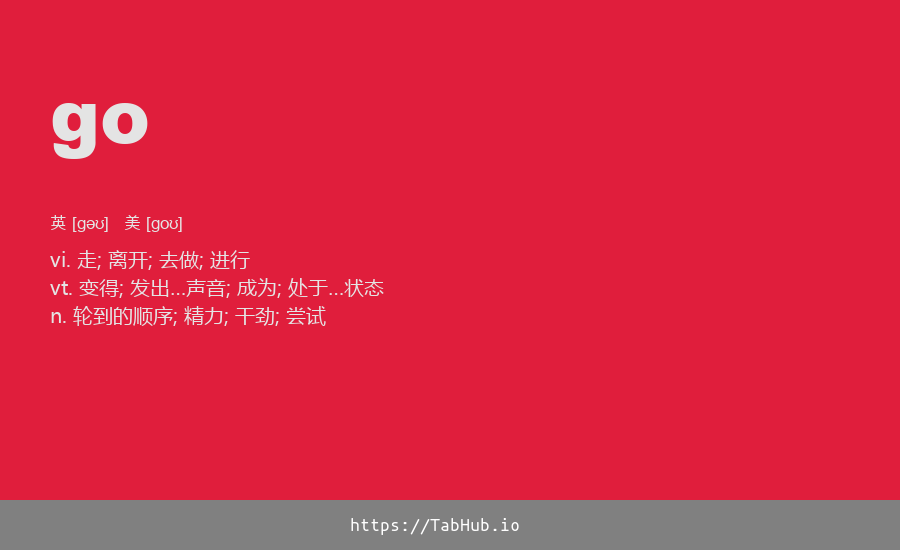 go
英 [gəʊ] 美 [goʊ]
vi. 走; 离开; 去做; 进行
vt. 变得; 发出...声音; 成为; 处于...状态
n. 轮到的顺序; 精力; 干劲; 尝试
https://TabHub.io